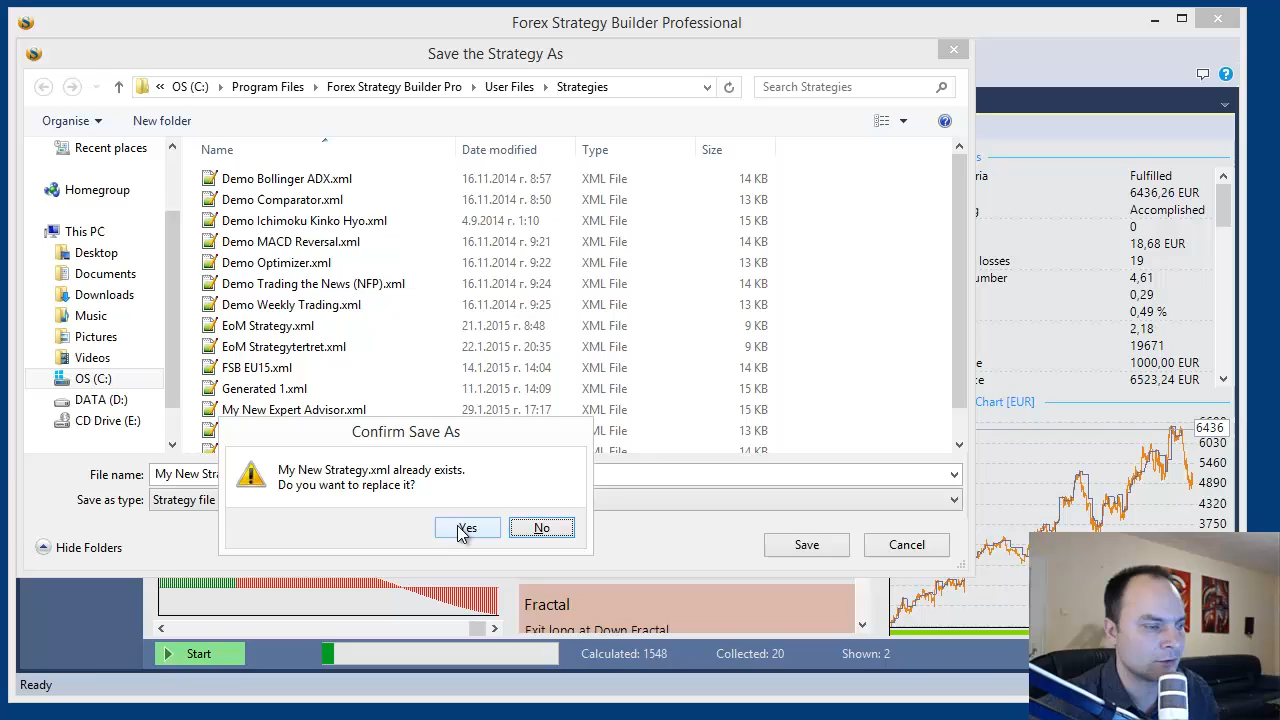 Forex Strategy Builder Professional
Save the Strategy As
« OS (C:) Program Files Forex Strategy Builder Pro User Files Strategies
Search Strategies
Organise New folder
Name Date modified Type Size
Recent places
Homegroup
This PC
Desktop
Documents
Downloads
Music
Pictures
Videos
OS (C:)
DATA (D:)
CD Drive (E:)
Demo Bollinger ADX.xml 16.11.2014 г. 8:57 XML File 14 KB
Demo Comparator.xml 16.11.2014 г. 8:50 XML File 13 KB
Demo Ichimoku Kinko Hyo.xml 4.9.2014 г. 1:10 XML File 15 KB
Demo MACD Reversal.xml 16.11.2014 г. 9:21 XML File 14 KB
Demo Optimizer.xml 16.11.2014 г. 9:22 XML File 13 KB
Demo Trading the News (NFP).xml 16.11.2014 г. 9:24 XML File 14 KB
Demo Weekly Trading.xml 16.11.2014 г. 9:25 XML File 13 KB
EoM Strategy.xml 21.1.2015 г. 8:48 XML File 9 KB
EoM Strategytertret.xml 22.1.2015 г. 20:35 XML File 9 KB
FSB EU15.xml 14.1.2015 г. 14:04 XML File 14 KB
Generated 1.xml 11.1.2015 г. 14:09 XML File 15 KB
My New Expert Advisor.xml 29.1.2015 г. 17:17 XML File 15 KB
XML File 15 KB
Confirm Save As
My New Strategy.xml already exists.
Do you want to replace it?
Yes No
File name: My New Stra
Save as type: Strategy file
Hide Folders
Save Cancel
ria Fulfilled
6436,26 EUR
g Accomplished
0
18,68 EUR
losses 19
umber 4,61
0,29
0,49 %
2,18
19671
e 1000,00 EUR
ce 6523,24 EUR
Chart [EUR]
6436
6030
5460
4890
4320
3750
Fractal
Exit long at Down Fractal
Start
Calculated: 1548 Collected: 20 Shown: 2
Ready